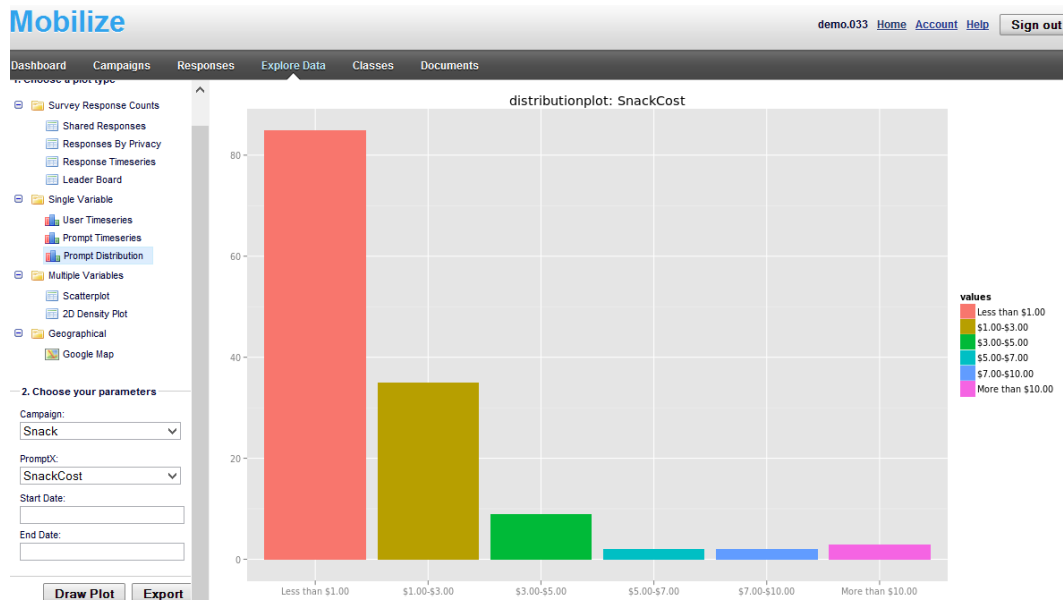 Mobilize
demo.033 Home Account Help Sign out
Dashboard Campaigns Responses Explore Data Classes Documents
1. Choose a plot type
Survey Response Counts
Shared Responses
Responses By Privacy
Response Timeseries
Leader Board
Single Variable
User Timeseries
Prompt Timeseries
Prompt Distribution
Multiple Variables
Scatterplot
2D Density Plot
Geographical
Google Map
2. Choose your parameters
Campaign:
Snack
PromptX:
SnackCost
Start Date:
End Date:
Draw Plot Export
distributionplot: SnackCost
80
60
40
20
0
Less than $1.00 $1.00-$3.00 $3.00-$5.00 $5.00-$7.00 $7.00-$10.00 More than $10.00
values
Less than $1.00
$1.00-$3.00
$3.00-$5.00
$5.00-$7.00
$7.00-$10.00
More than $10.00